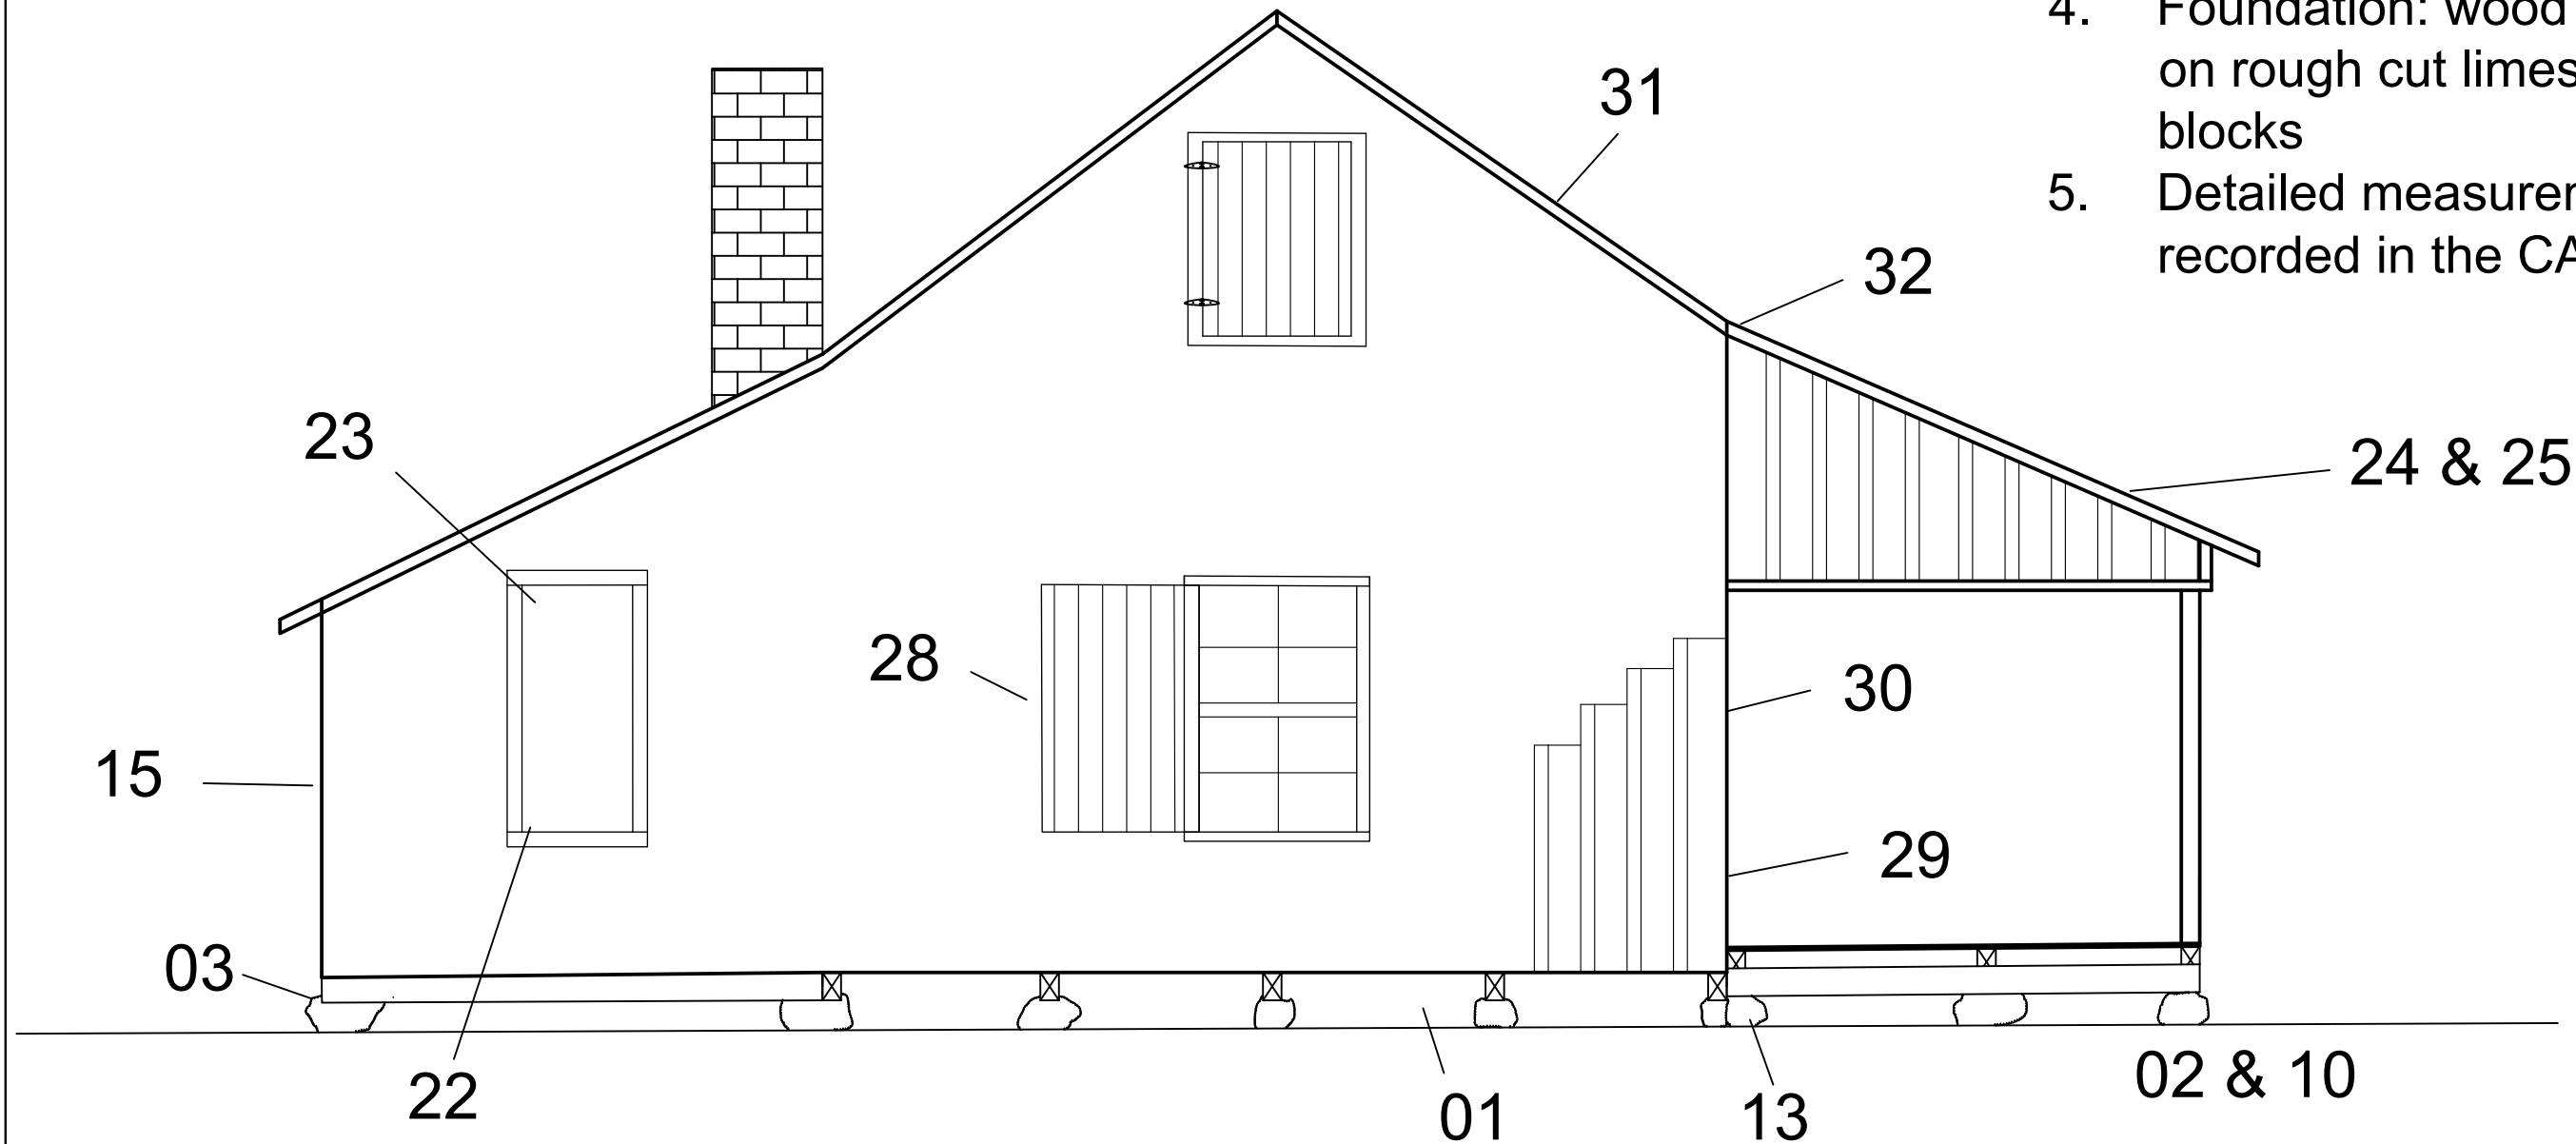 4. Foundation: wood
on rough cut limes
blocks
5. Detailed measurer
recorded in the CA
31
32
23
24 & 25
28
30
15
29
03
22
01
13
02 & 10